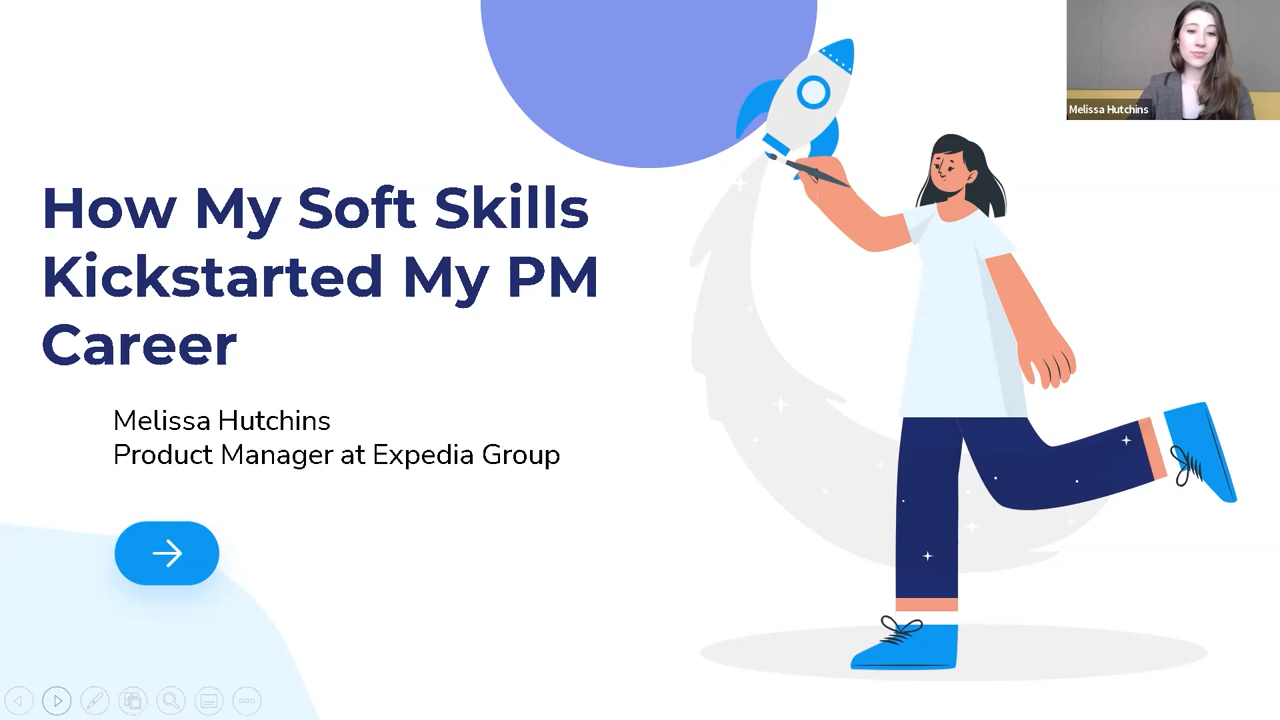 How My Soft Skills
Kickstarted My PM
Career
Melissa Hutchins
Product Manager at Expedia Group
Melissa Hutchins